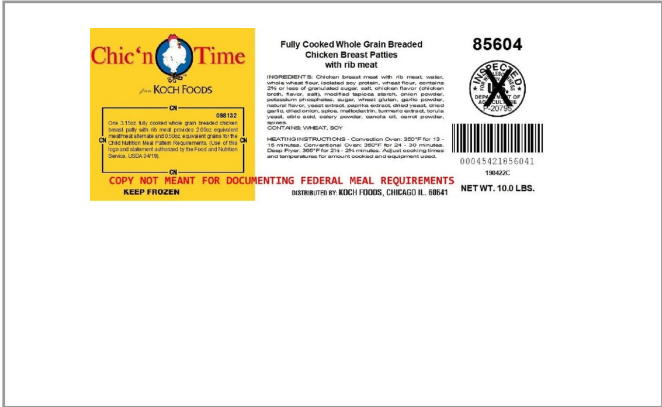 Chic'n Time
from KOCH FOODS
CN
098132
One 3.15oz fully cooked whole grain breaded chicken
breast patty with rib meat provides 2.00oz equivalent
meat/meat alternate and 0.50oz equivalent grains for the
CN Child Nutrition Meal Pattern Requirements. (Use of this CN
logo and statement authorized by the Food and Nutrition
Service, USDA 04/19).
CN
KEEP FROZEN
Fully Cooked Whole Grain Breaded
Chicken Breast Patties
with rib meat
INGREDIENTS: Chicken breast meat with rib meat, water,
whole wheat flour, isolated soy protein, wheat flour, contains
2% or less of granulated sugar, salt, chicken flavor (chicken
broth, flavor, salt), modified tapioca starch, onion powder,
potassium phosphates, sugar, wheat gluten, garlic powder,
natural flavor, yeast extract, paprika extract, dried yeast, dried
garlic, dried onion, spice, maltodextrin, turmeric extract, torula
yeast, citric acid, celery powder, canola oil, carrot powder,
spices.
CONTAINS: WHEAT, SOY
HEATING INSTRUCTIONS - Convection Oven: 350°F for 13 -
15 minutes. Conventional Oven: 350°F for 24 - 30 minutes.
Deep Fryer: 365°F for 2¼ - 2¾ minutes. Adjust cooking times
and temperatures for amount cooked and equipment used.
COPY NOT MEANT FOR DOCUMENTING FEDERAL MEAL REQUIREMENTS
DISTRIBUTED BY: KOCH FOODS, CHICAGO IL. 60641
85604
INSPECTED
DEPARTMENT OF
AGRICULTURE
P-20795
00045421856041
190422C
NET WT. 10.0 LBS.